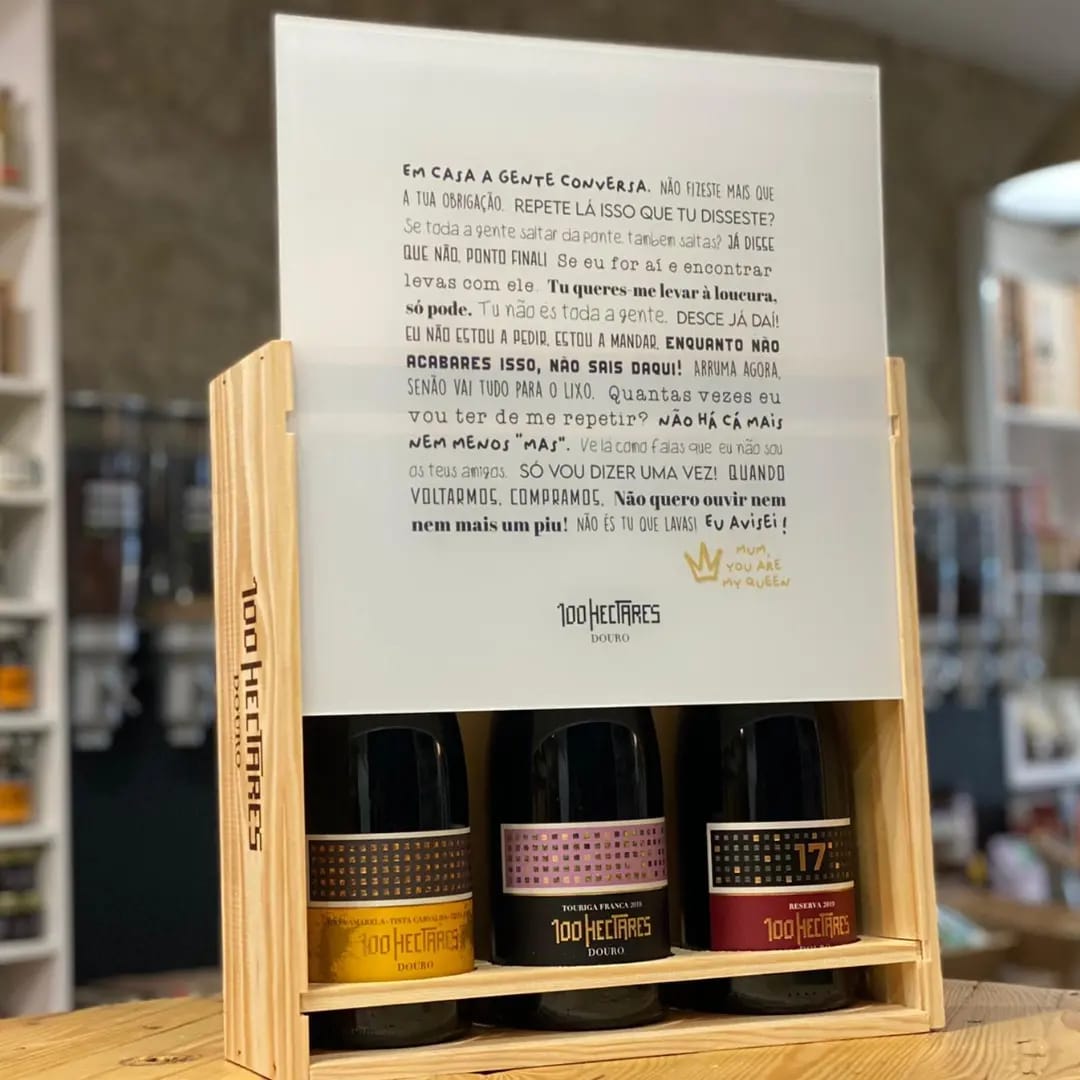 EM CASA A GENTE CONVERSA. NÃO FIZESTE MAIS QUE
A TUA OBRIGAÇÃO. REPETE LÁ ISSO QUE TU DISSESTE?
Se toda a gente saltar da ponte, tambem saltas? JÁ DISSE
QUE NÃO, PONTO FINAL! Se eu for aí e encontrar
levas com ele. Tu queres-me levar à loucura,
só pode. Tu não és toda a gente. DESCE JÁ DAÍ!
EU NÃO ESTOU A PEDIR, ESTOU A MANDAR. ENQUANTO NÃO
ACABARES ISSO, NÃO SAIS DAQUI! ARRUMA AGORA,
SENÃO VAI TUDO PARA O LIXO. Quantas vezes eu
vou ter de me repetir? NÃO HÁ CÁ MAIS
NEM MENOS "MAS". Ve lá como falas que eu não sou
os teus amigos. SÓ VOU DIZER UMA VEZ! QUANDO
VOLTARMOS, COMPRAMOS. Não quero ouvir nem
nem mais um piu! NÃO ÉS TU QUE LAVAS! EU AVISEI!
MUM,
YOU ARE
MY QUEEN
100 HECTARES
DOURO
100 HECTARES
DOURO
AMARELA - TINTA CARVALHA
100 HECTARES
DOURO
TOURIGA FRANCA 2018
100 HECTARES
DOURO
17
RESERVA 2019
100 HECTARES